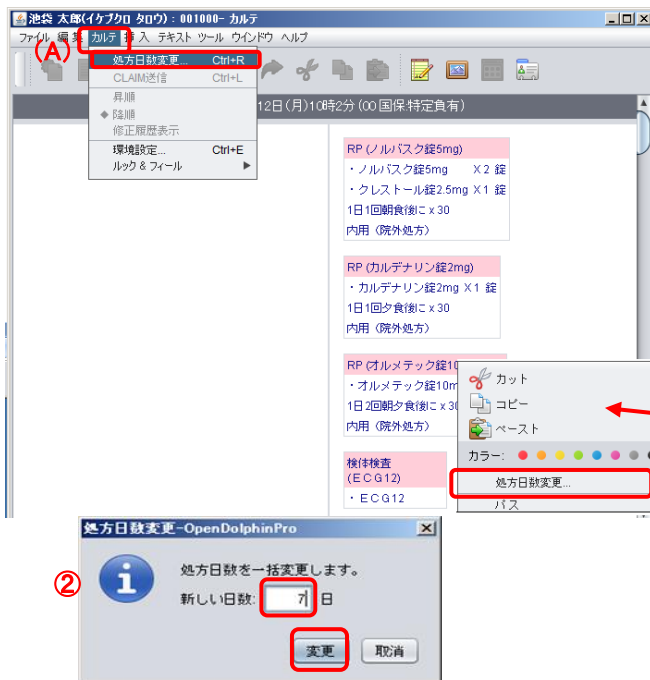 池袋 太郎(イケブクロ タロウ) : 001000- カルテ
ファイル 編集 カルテ 挿入 テキスト ツール ウインドウ ヘルプ
(A)
処方日数変更... Ctrl+R
CLAIM送信 Ctrl+L
昇順
◆ 降順
修正履歴表示
環境設定... Ctrl+E
ルック & フィール ▶
12日(月)10時2分 (00 国保 特定負有)
RP (ノルバスク錠5mg)
・ノルバスク錠5mg X 2 錠
・クレストール錠2.5mg X 1 錠
1日1回朝食後に x 30
内用 (院外処方)
RP (カルデナリン錠2mg)
・カルデナリン錠2mg X 1 錠
1日1回夕食後に x 30
内用 (院外処方)
RP (オルメテック錠10
・オルメテック錠10m
1日2回朝夕食後に x 30
内用 (院外処方)
検体検査
(ECG12)
・ECG12
カット
コピー
ペースト
カラー:
処方日数変更...
パス
処方日数変更-OpenDolphinPro
②
処方日数を一括変更します。
新しい日数: 7 日
変更 取消